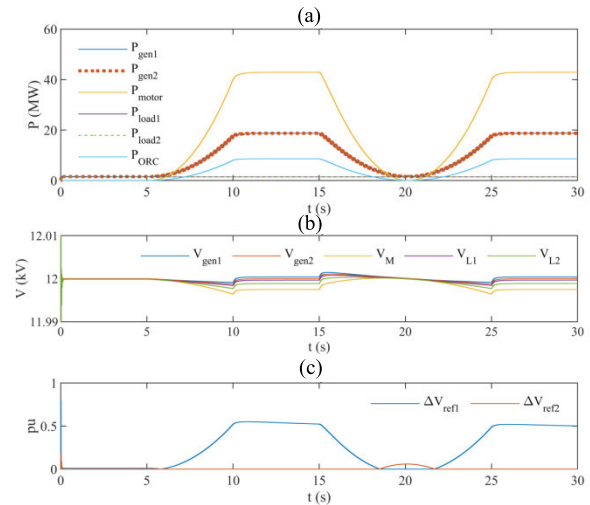 (a)
60
40
20
0
P (MW)
P_gen1
P_gen2
P_motor
P_load1
P_load2
P_ORC
0 5 10 15 20 25 30
t (s)
(b)
12.01
12
11.99
V (kV)
V_gen1 V_gen2 V_M V_L1 V_L2
0 5 10 15 20 25 30
t (s)
(c)
1
0.5
0
pu
ΔV_ref1 ΔV_ref2
0 5 10 15 20 25 30
t (s)